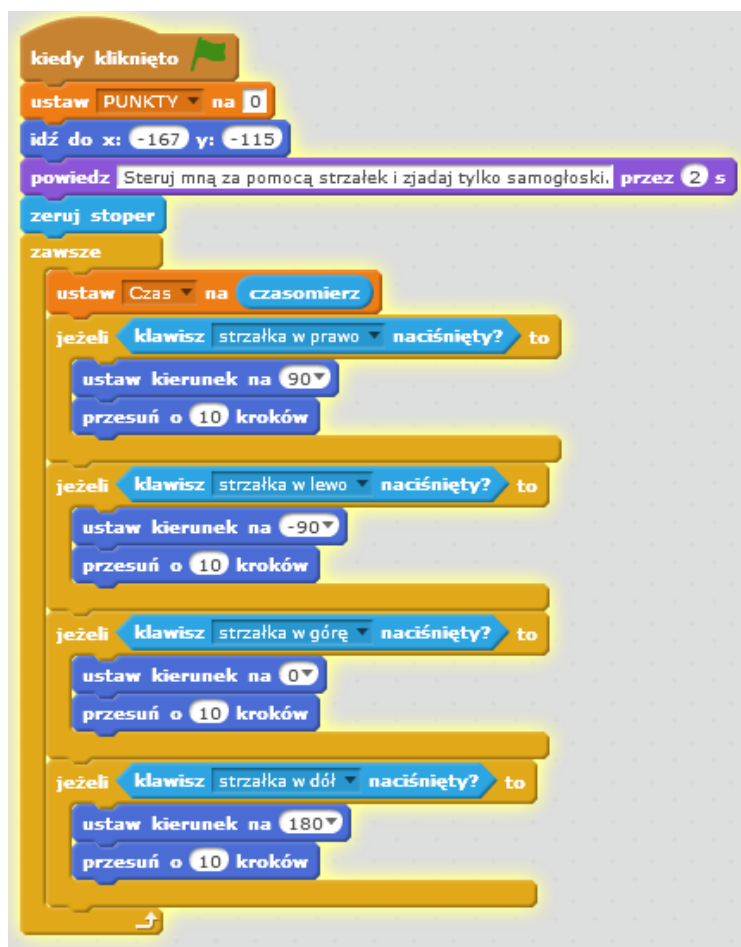 kiedy kliknięto
ustaw PUNKTY na 0
idź do x: -167 y: -115
powiedz Steruj mną za pomocą strzałek i zjadaj tylko samogłoski. przez 2 s
zeruj stoper
zawsze
ustaw Czas na czasomierz
jeżeli klawisz strzałka w prawo naciśnięty? to
ustaw kierunek na 90
przesuń o 10 kroków
jeżeli klawisz strzałka w lewo naciśnięty? to
ustaw kierunek na -90
przesuń o 10 kroków
jeżeli klawisz strzałka w górę naciśnięty? to
ustaw kierunek na 0
przesuń o 10 kroków
jeżeli klawisz strzałka w dół naciśnięty? to
ustaw kierunek na 180
przesuń o 10 kroków